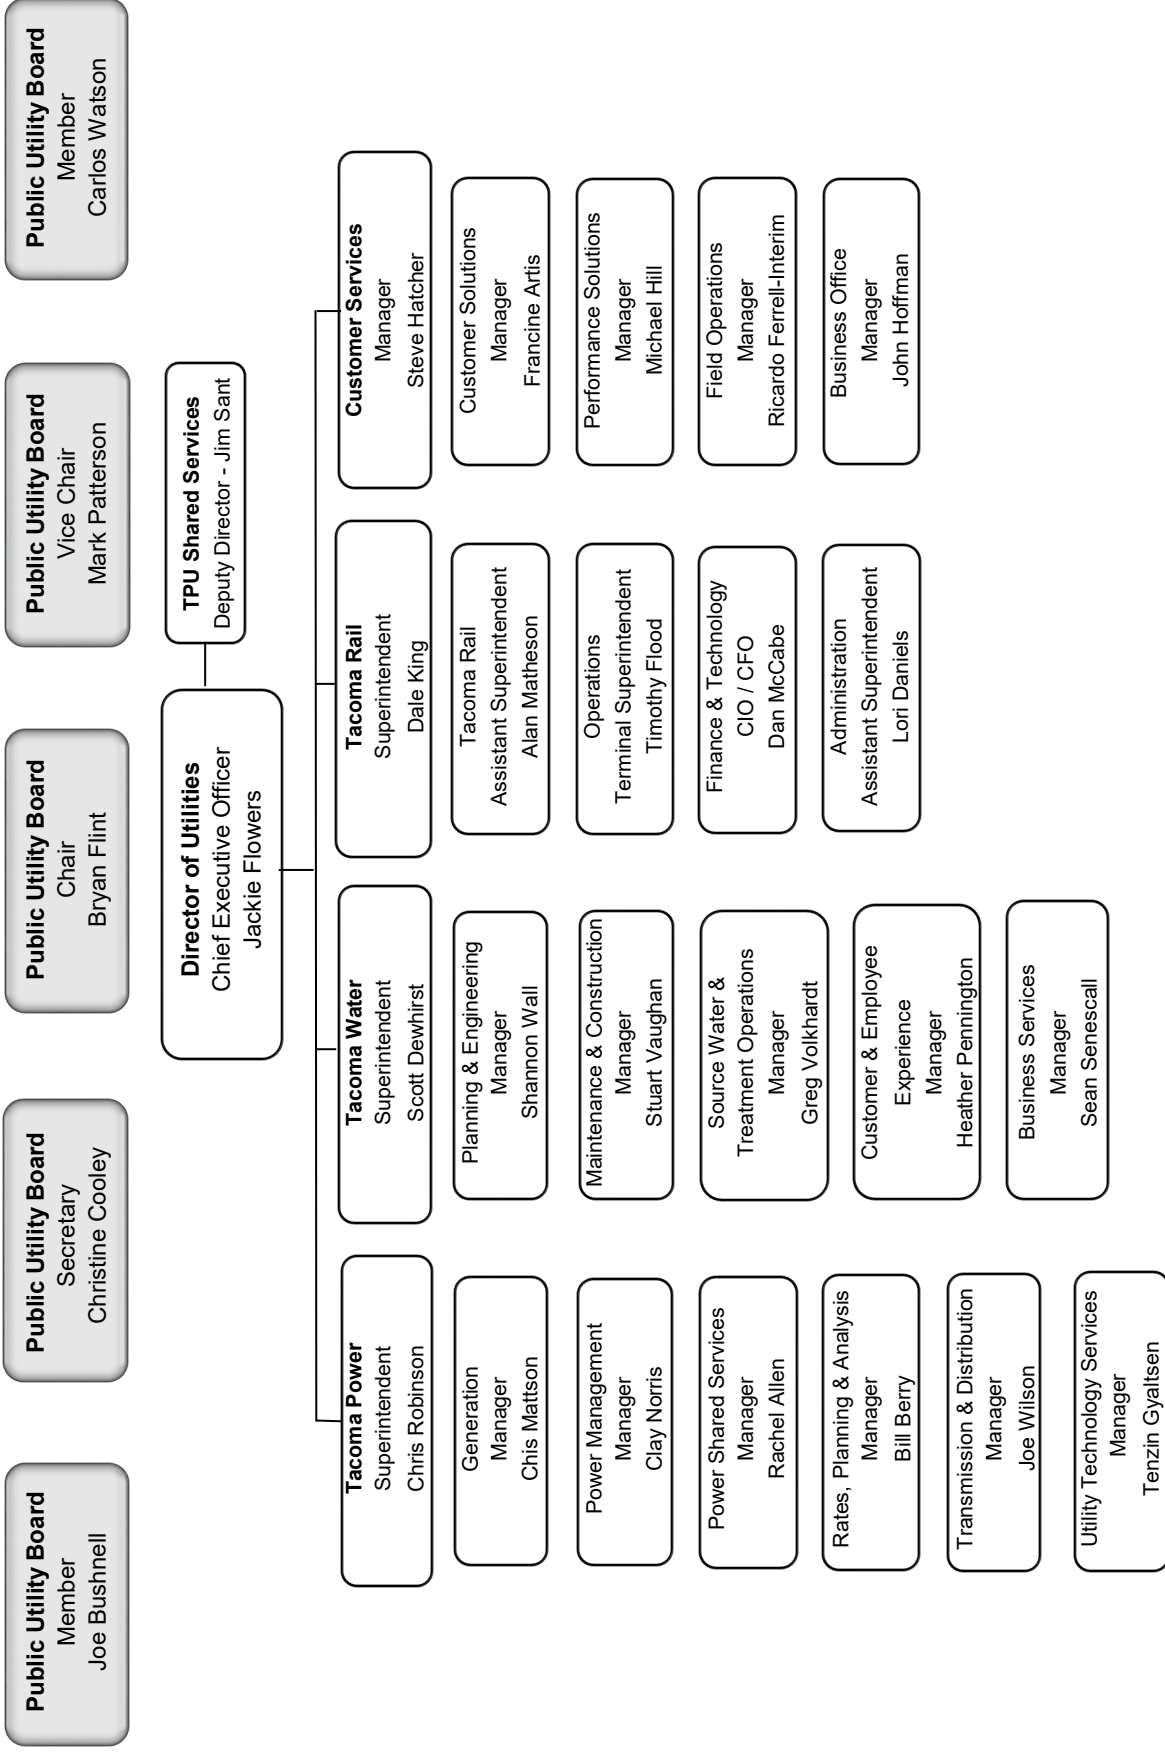 Public Utility Board
Member
Joe Bushnell
Public Utility Board
Secretary
Christine Cooley
Public Utility Board
Chair
Bryan Flint
Public Utility Board
Vice Chair
Mark Patterson
Public Utility Board
Member
Carlos Watson
Director of Utilities
Chief Executive Officer
Jackie Flowers
TPU Shared Services
Deputy Director - Jim Sant
Tacoma Power
Superintendent
Chris Robinson
Generation
Manager
Chis Mattson
Power Management
Manager
Clay Norris
Power Shared Services
Manager
Rachel Allen
Rates, Planning & Analysis
Manager
Bill Berry
Transmission & Distribution
Manager
Joe Wilson
Utility Technology Services
Manager
Tenzin Gyaltsen
Tacoma Water
Superintendent
Scott Dewhirst
Planning & Engineering
Manager
Shannon Wall
Maintenance & Construction
Manager
Stuart Vaughan
Source Water &
Treatment Operations
Manager
Greg Volkhardt
Customer & Employee
Experience
Manager
Heather Pennington
Business Services
Manager
Sean Senescall
Tacoma Rail
Superintendent
Dale King
Tacoma Rail
Assistant Superintendent
Alan Matheson
Operations
Terminal Superintendent
Timothy Flood
Finance & Technology
CIO / CFO
Dan McCabe
Administration
Assistant Superintendent
Lori Daniels
Customer Services
Manager
Steve Hatcher
Customer Solutions
Manager
Francine Artis
Performance Solutions
Manager
Michael Hill
Field Operations
Manager
Ricardo Ferrell-Interim
Business Office
Manager
John Hoffman